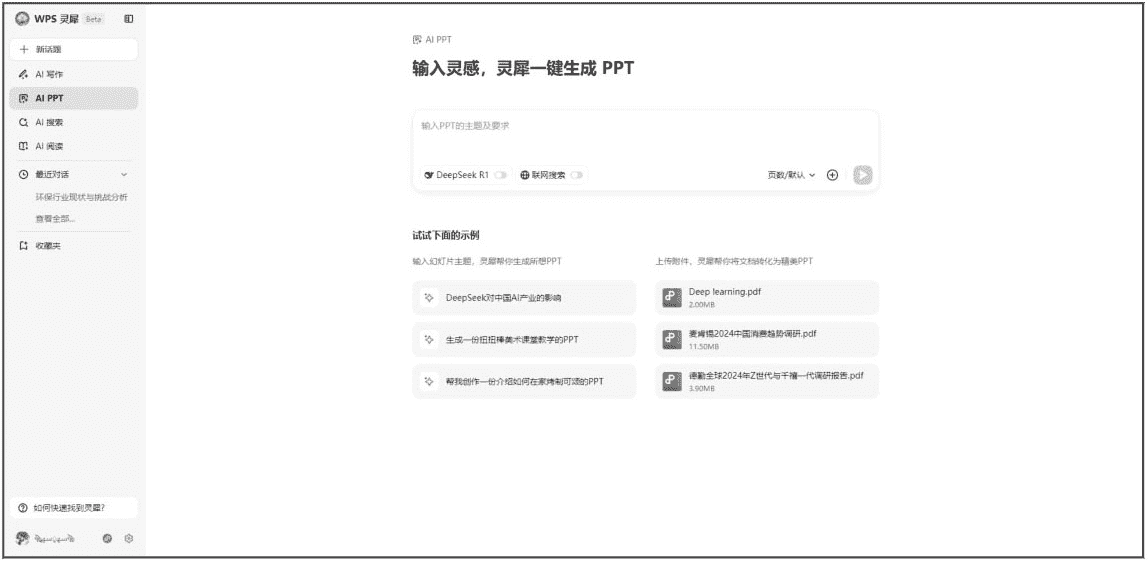 WPS 灵犀 Beta
新话题
AI 写作
AI PPT
AI 搜索
AI 阅读
最近对话
环保行业现状与挑战分析
查看全部...
收藏夹
如何快速找到灵犀?
AI PPT
输入灵感，灵犀一键生成 PPT
输入PPT的主题及要求
DeepSeek R1 联网搜索 页数/默认
试试下面的示例
输入幻灯片主题，灵犀帮你生成所想PPT
DeepSeek对中国AI产业的影响
生成一份扭扭棒美术课堂教学的PPT
帮我创作一份介绍如何在家烤制可颂的PPT
上传附件，灵犀帮你将文档转化为精美PPT
Deep learning.pdf
2.00MB
麦肯锡2024中国消费趋势调研.pdf
11.50MB
德勤全球2024年Z世代与千禧一代调研报告.pdf
3.90MB